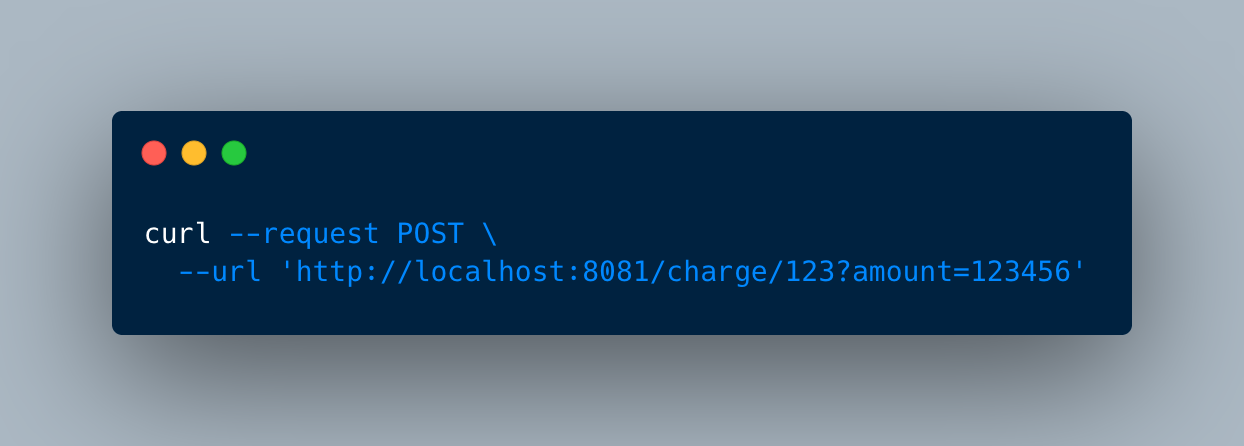 curl --request POST \
  --url 'http://localhost:8081/charge/123?amount=123456'